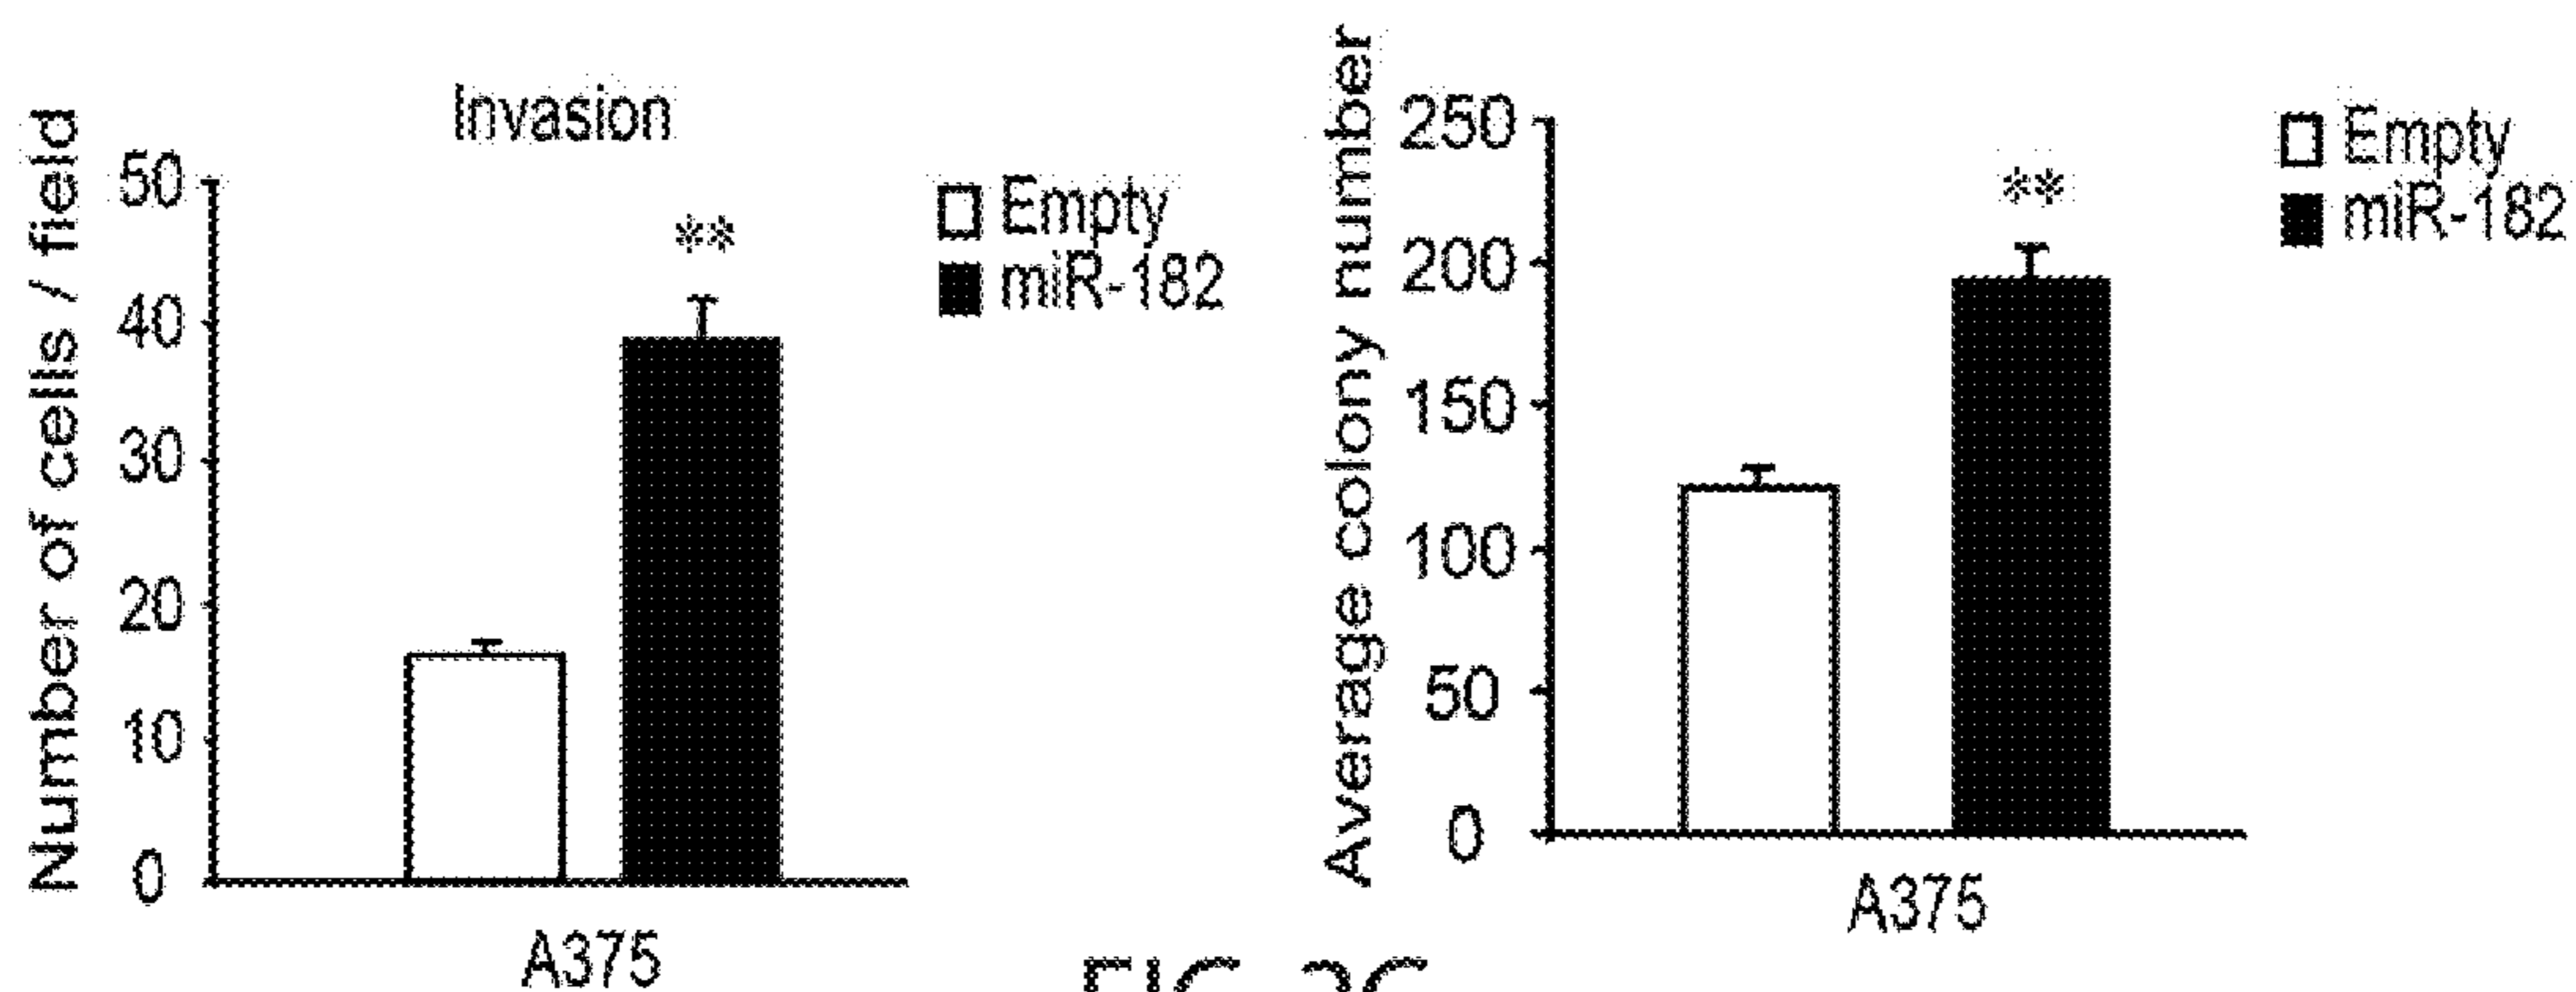 Invasion
Number of cells / field
50
40
30
20
10
0
**
Empty
miR-182
A375
Average colony number
250
200
150
100
50
0
**
Empty
miR-182
A375